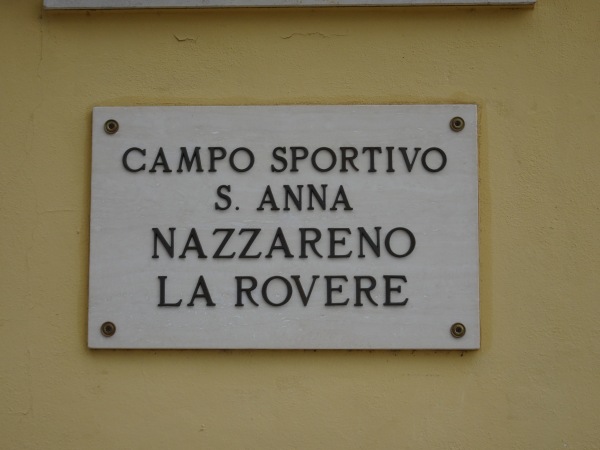 CAMPO SPORTIVO
S. ANNA
NAZZARENO
LA ROVERE